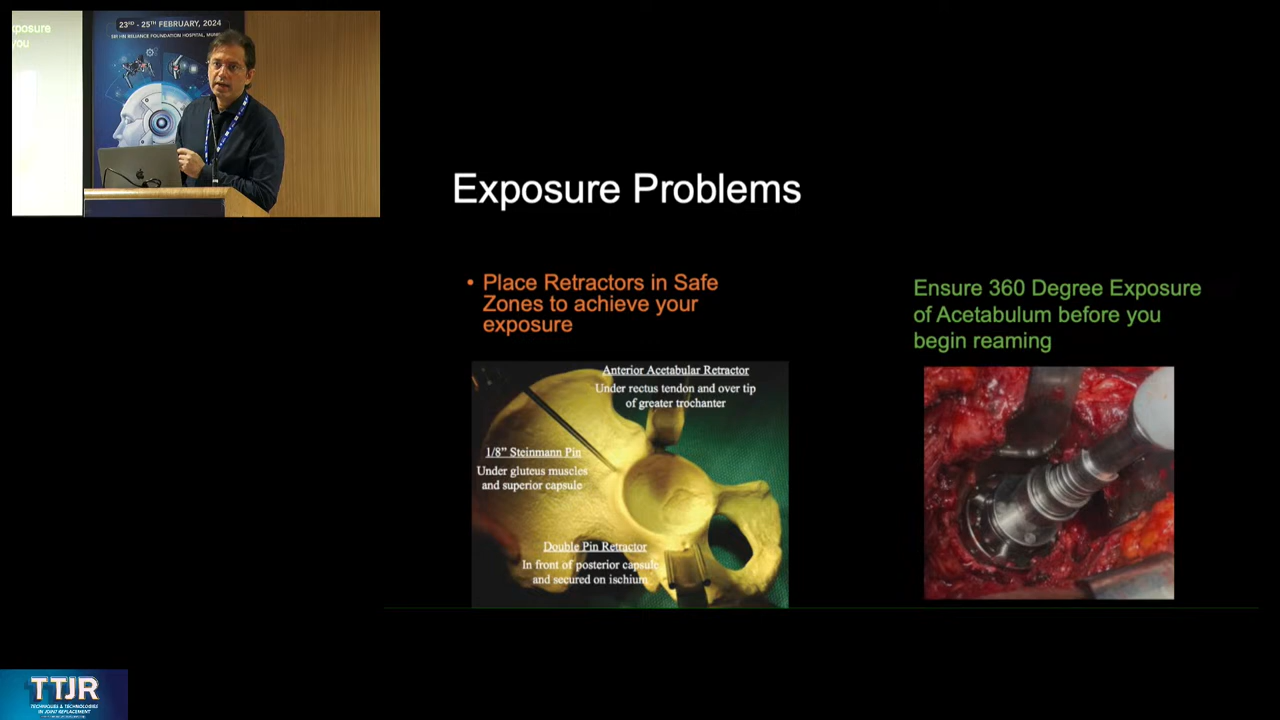 xposure
you
23RD - 25TH FEBRUARY, 2024
SIR HN RELIANCE FOUNDATION HOSPITAL, MUM
Exposure Problems
• Place Retractors in Safe
Zones to achieve your
exposure
Ensure 360 Degree Exposure
of Acetabulum before you
begin reaming
Anterior Acetabular Retractor
Under rectus tendon and over tip
of greater trochanter
1/8" Steinmann Pin
Under gluteus muscles
and superior capsule
Double Pin Retractor
In front of posterior capsule
and secured on ischium
TTJR
TECHNIQUES & TECHNOLOGIES
IN JOINT REPLACEMENT